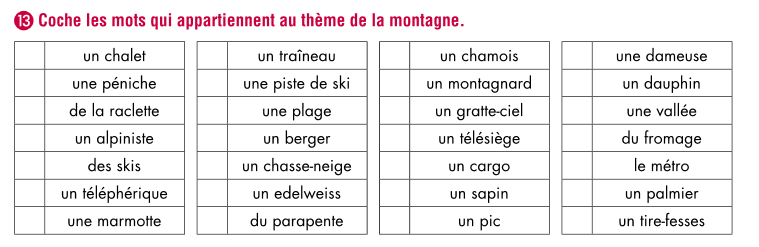 13 Coche les mots qui appartiennent au thème de la montagne.
un chalet un traîneau un chamois une dameuse
une péniche une piste de ski un montagnard un dauphin
de la raclette une plage un gratte-ciel une vallée
un alpiniste un berger un télésiège du fromage
des skis un chasse-neige un cargo le métro
un téléphérique un edelweiss un sapin un palmier
une marmotte du parapente un pic un tire-fesses